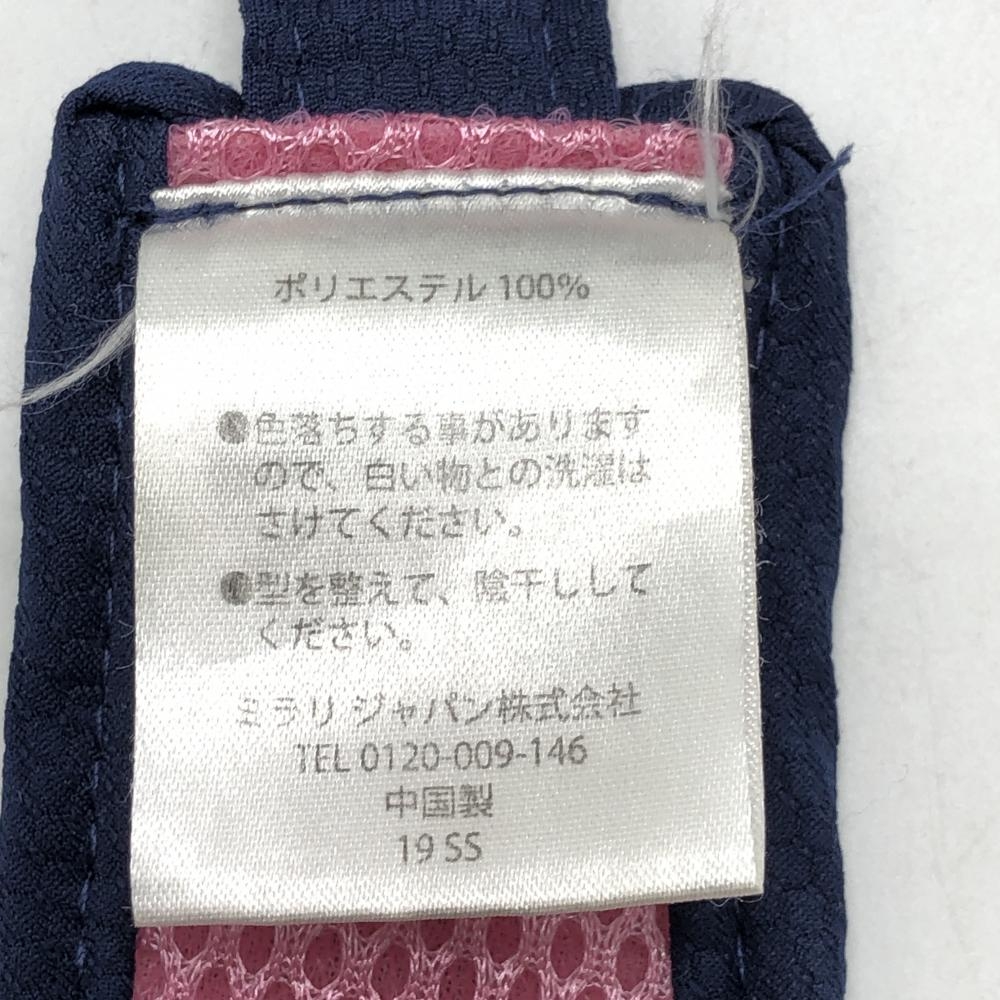 ポリエステル 100%
●色落ちする事があります
ので、白い物との洗濯は
さけてください。
●型を整えて、陰干しして
ください。
ミラリ ジャパン株式会社
TEL 0120-009-146
中国製
19 SS